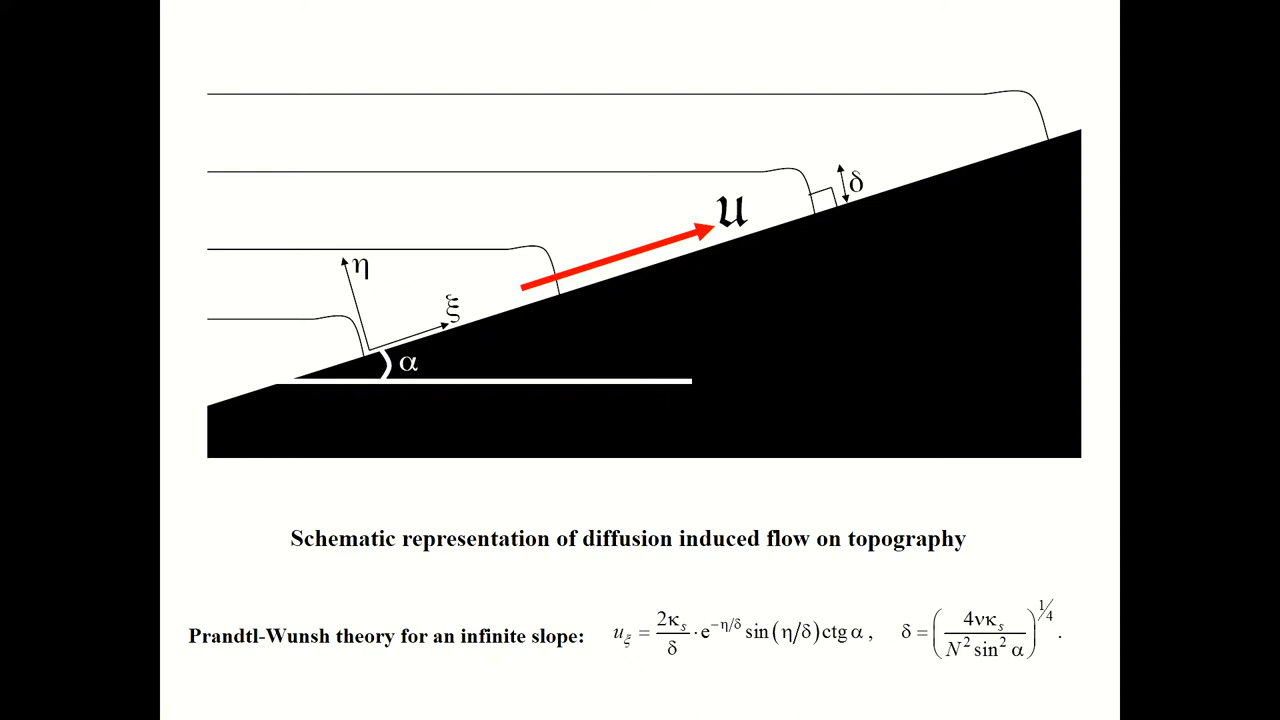 δ
𝔘
η
ξ
α
Schematic representation of diffusion induced flow on topography
Prandtl-Wunsh theory for an infinite slope: u_ξ = 2κ_s/δ · e^(−η/δ) sin(η/δ) ctg α , δ = (4νκ_s / N² sin² α)^(1/4) .